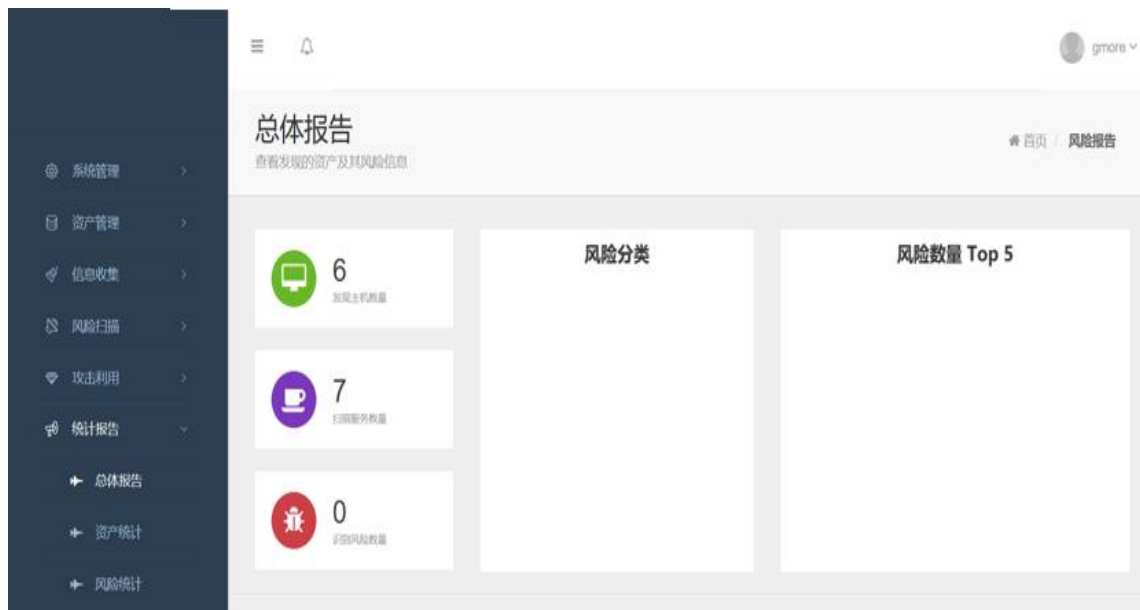 gmore
总体报告
查看发现的资产及其风险信息
首页 / 风险报告
系统管理
资产管理
信息收集
风险扫描
攻击利用
统计报告
总体报告
资产统计
风险统计
6
发现主机数量
7
扫描服务数量
0
识别风险数量
风险分类
风险数量 Top 5